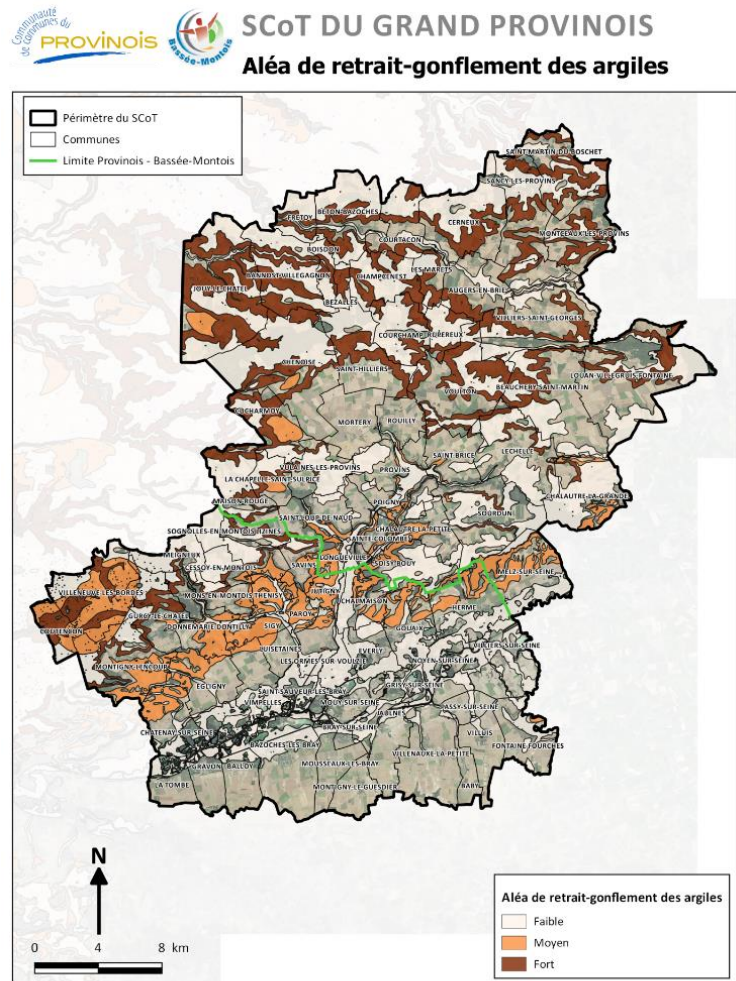 Communauté
de Communes du
PROVINOIS
Bassée-Montois
SCoT DU GRAND PROVINOIS
Aléa de retrait-gonflement des argiles
Périmètre du SCoT
Communes
Limite Provinois - Bassée-Montois
SAINT-MARTIN-DU-BOSCHET
SANCY-LES-PROVINS
BETON-BAZOCHES
FRETOY
CERNEUX
MONTCEAUX-LES-PROVINS
COURTACON
BOISDON
LES-MARETS
BANNOST-VILLEGAGNON
CHAMPCENEST
JOUY-LE-CHATEL
AUGERS-EN-BRIE
BEZALLES
VILLIERS-SAINT-GEORGES
COURCHAMP
RUPEREUX
CHENOISE
SAINT-HILLIERS
LOUAN-VILLEGRUIS-FONTAINE
BEAUCHERY-SAINT-MARTIN
VOULTON
CUCHARMOY
MORTERY
ROUILLY
SAINT-BRICE
LECHELLE
VULAINES-LES-PROVINS
PROVINS
LA CHAPELLE-SAINT-SULPICE
CHALAUTRE-LA-GRANDE
MAISON-ROUGE
POIGNY
SOURDUN
SAINT-LOUP-DE-NAUD
CHALAUTRE-LA-PETITE
SOGNOLLES-EN-MONTOIS
LIZINES
SAINTE-COLOMBE
MEIGNEUX
LONGUEVILLE
SOISY-BOUY
CESSOY-EN-MONTOIS
SAVINS
MELZ-SUR-SEINE
VILLENEUVE-LES-BORDES
MONS-EN-MONTOIS
THENISY
JUTIGNY
CHALMAISON
HERME
GURCY-LE-CHATEL
PAROY
COUTENCON
DONNEMARIE-DONTILLY
SIGY
GOUAIX
LUISETAINES
EVERLY
VILLIERS-SUR-SEINE
MONTIGNY-LENCOUP
LES ORMES-SUR-VOULZIE
NOYEN-SUR-SEINE
EGLIGNY
GRISY-SUR-SEINE
SAINT-SAUVEUR-LES-BRAY
VIMPELLES
MOUY-SUR-SEINE
JAULNES
PASSY-SUR-SEINE
CHATENAY-SUR-SEINE
BRAY-SUR-SEINE
VILLUIS
BAZOCHES-LES-BRAY
FONTAINE-FOURCHES
VILLENAUXE-LA-PETITE
GRAVON
BALLOY
MOUSSEAUX-LES-BRAY
LA TOMBE
MONTIGNY-LE-GUESDIER
BABY
N
0 4 8 km
Aléa de retrait-gonflement des argiles
Faible
Moyen
Fort